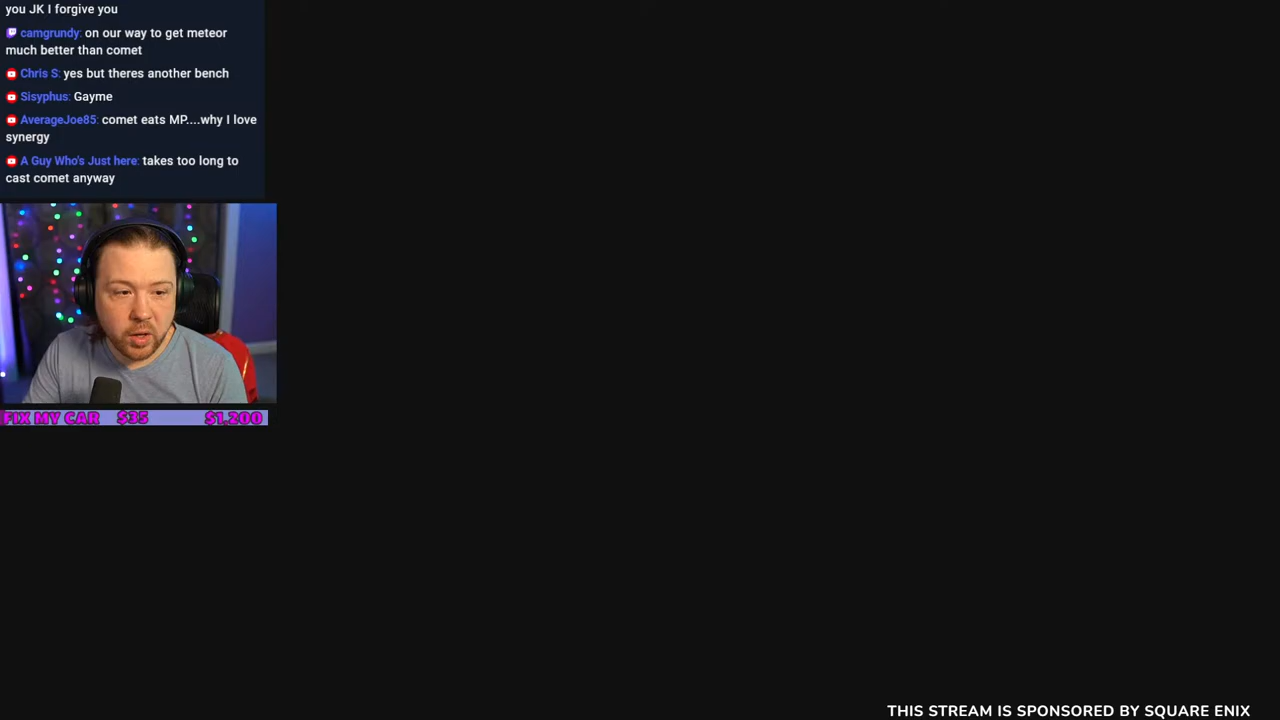 you JK I forgive you
camgrundy: on our way to get meteor
much better than comet
Chris S: yes but theres another bench
Sisyphus: Gayme
AverageJoe85: comet eats MP....why I love
synergy
A Guy Who's Just here: takes too long to
cast comet anyway
FIX MY CAR $35 $1,200
THIS STREAM IS SPONSORED BY SQUARE ENIX